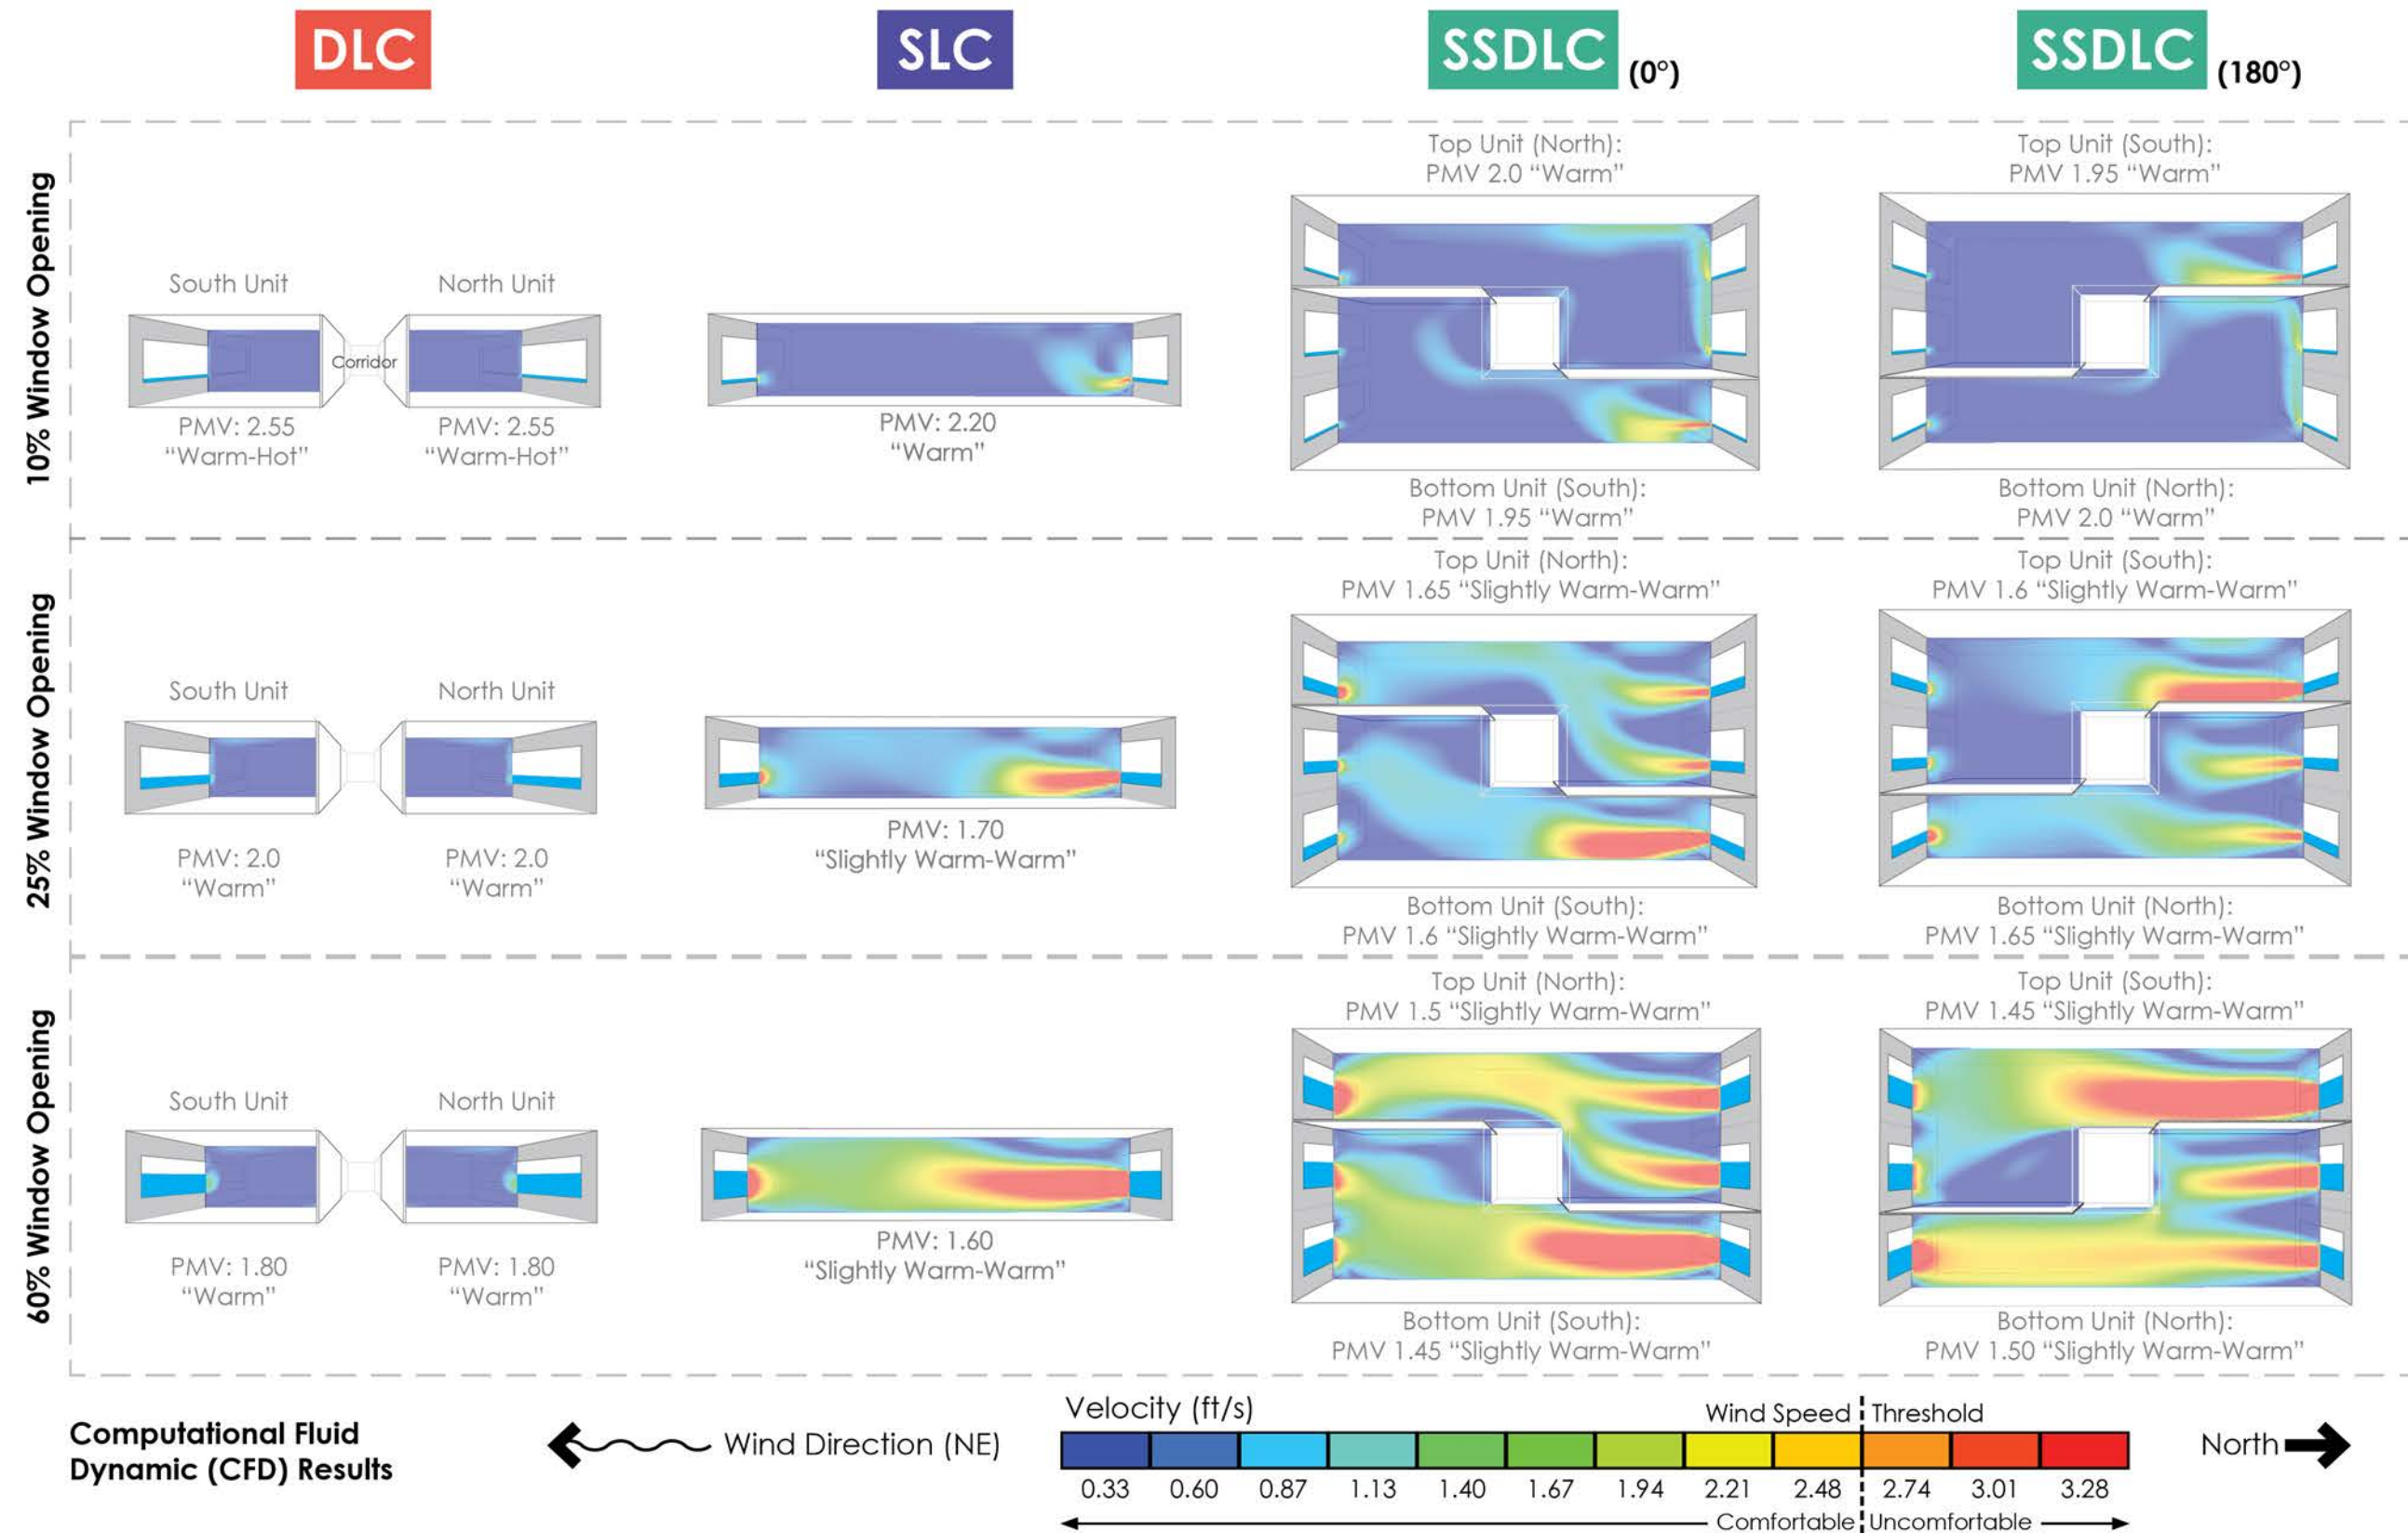 DLC
SLC
SSDLC (0°)
SSDLC (180°)
10% Window Opening
South Unit
North Unit
Corridor
PMV: 2.55
“Warm-Hot”
PMV: 2.55
“Warm-Hot”
PMV: 2.20
“Warm”
Top Unit (North):
PMV 2.0 “Warm”
Bottom Unit (South):
PMV 1.95 “Warm”
Top Unit (South):
PMV 1.95 “Warm”
Bottom Unit (North):
PMV 2.0 “Warm”
25% Window Opening
South Unit
North Unit
PMV: 2.0
“Warm”
PMV: 2.0
“Warm”
PMV: 1.70
“Slightly Warm-Warm”
Top Unit (North):
PMV 1.65 “Slightly Warm-Warm”
Bottom Unit (South):
PMV 1.6 “Slightly Warm-Warm”
Top Unit (South):
PMV 1.6 “Slightly Warm-Warm”
Bottom Unit (North):
PMV 1.65 “Slightly Warm-Warm”
60% Window Opening
South Unit
North Unit
PMV: 1.80
“Warm”
PMV: 1.80
“Warm”
PMV: 1.60
“Slightly Warm-Warm”
Top Unit (North):
PMV 1.5 “Slightly Warm-Warm”
Bottom Unit (South):
PMV 1.45 “Slightly Warm-Warm”
Top Unit (South):
PMV 1.45 “Slightly Warm-Warm”
Bottom Unit (North):
PMV 1.50 “Slightly Warm-Warm”
Computational Fluid
Dynamic (CFD) Results
Wind Direction (NE)
Velocity (ft/s)
Wind Speed Threshold
0.33 0.60 0.87 1.13 1.40 1.67 1.94 2.21 2.48 2.74 3.01 3.28
Comfortable Uncomfortable
North